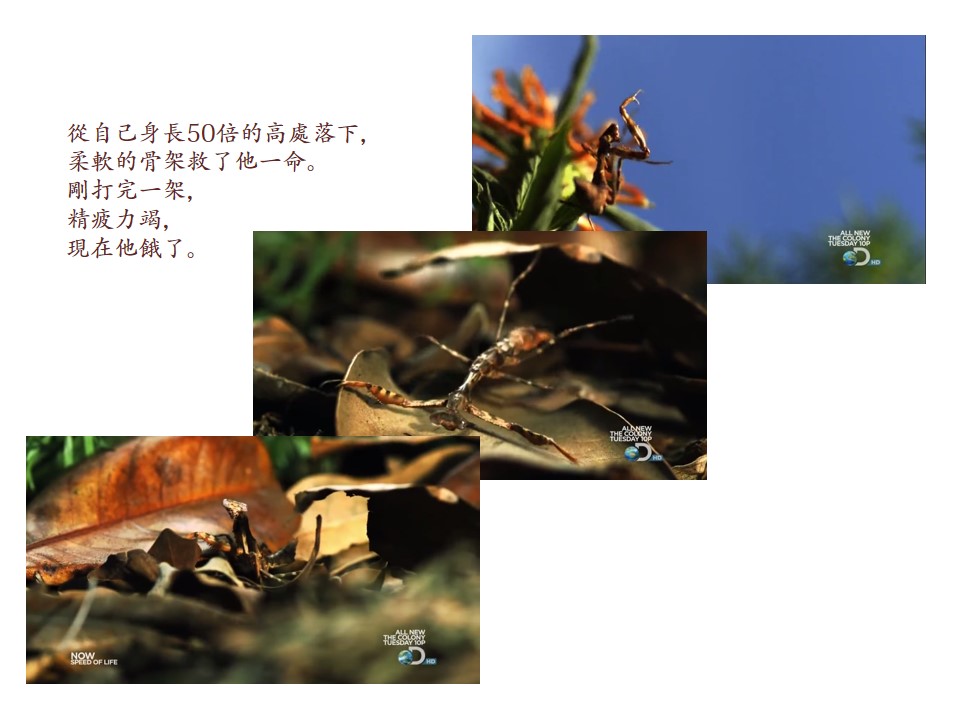 從自己身長50倍的高處落下，
柔軟的骨架救了他一命。
剛打完一架，
精疲力竭，
現在他餓了。
ALL NEW
THE COLONY
TUESDAY 10P
D HD
ALL NEW
THE COLONY
TUESDAY 10P
D HD
NOW
SPEED OF LIFE
ALL NEW
THE COLONY
TUESDAY 10P
D HD